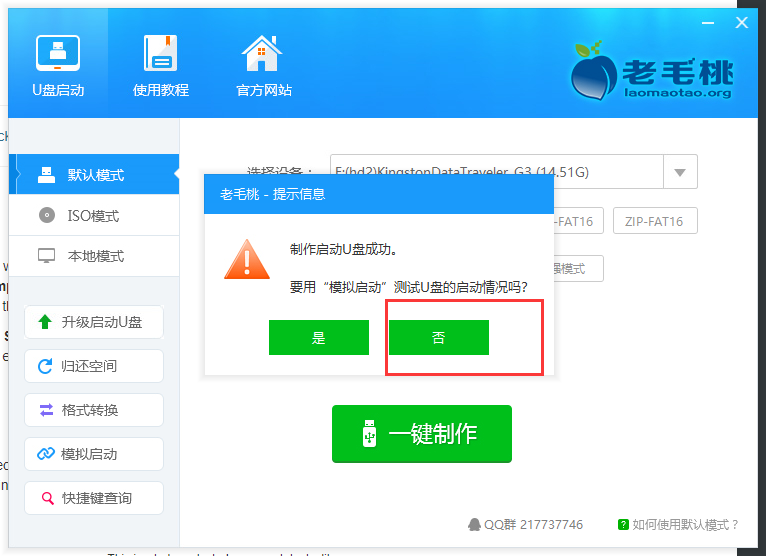 U盘启动
使用教程
官方网站
老毛桃
laomaotao.org
默认模式
ISO模式
本地模式
升级启动U盘
归还空间
格式转换
模拟启动
快捷键查询
选择设备：
F:(hd2)KingstonDataTraveler G3 (14.51G)
-FAT16
ZIP-FAT16
强模式
老毛桃 - 提示信息
制作启动U盘成功。
要用“模拟启动”测试U盘的启动情况吗?
是
否
一键制作
QQ群 217737746
? 如何使用默认模式？